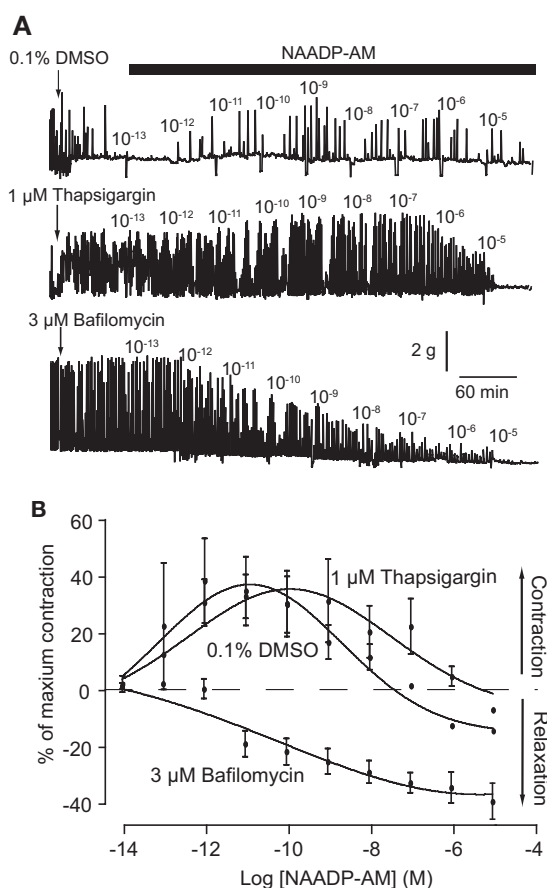 A
0.1% DMSO
NAADP-AM
10⁻¹³ 10⁻¹² 10⁻¹¹ 10⁻¹⁰ 10⁻⁹ 10⁻⁸ 10⁻⁷ 10⁻⁶ 10⁻⁵
1 µM Thapsigargin
10⁻¹³ 10⁻¹² 10⁻¹¹ 10⁻¹⁰ 10⁻⁹ 10⁻⁸ 10⁻⁷ 10⁻⁶ 10⁻⁵
3 µM Bafilomycin
10⁻¹³ 10⁻¹² 10⁻¹¹ 10⁻¹⁰ 10⁻⁹ 10⁻⁸ 10⁻⁷ 10⁻⁶ 10⁻⁵
2 g
60 min
B
% of maxium contraction
60
40
20
0
-20
-40
1 µM Thapsigargin
0.1% DMSO
3 µM Bafilomycin
Contraction
Relaxation
-14 -12 -10 -8 -6 -4
Log [NAADP-AM] (M)